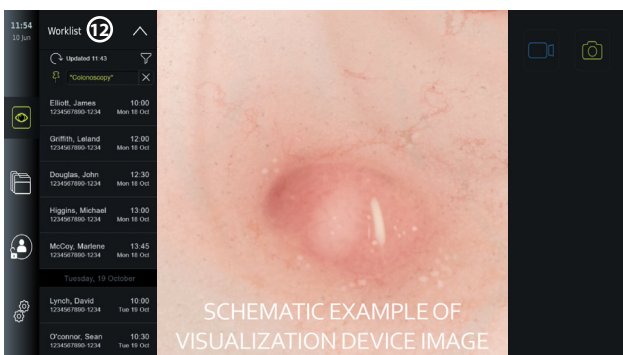 11:54
10 Jun
Worklist 12
Updated 11:43
"Colonoscopy"
Elliott, James 10:00
1234567890-1234 Mon 18 Oct
Griffith, Leland 12:00
1234567890-1234 Mon 18 Oct
Douglas, John 12:30
1234567890-1234 Mon 18 Oct
Higgins, Michael 13:00
1234567890-1234 Mon 18 Oct
McCoy, Marlene 13:45
1234567890-1234 Mon 18 Oct
Tuesday, 19 October
Lynch, David 10:00
1234567890-1234 Tue 19 Oct
O'connor, Sean 10:30
1234567890-1234 Tue 19 Oct
SCHEMATIC EXAMPLE OF
VISUALIZATION DEVICE IMAGE